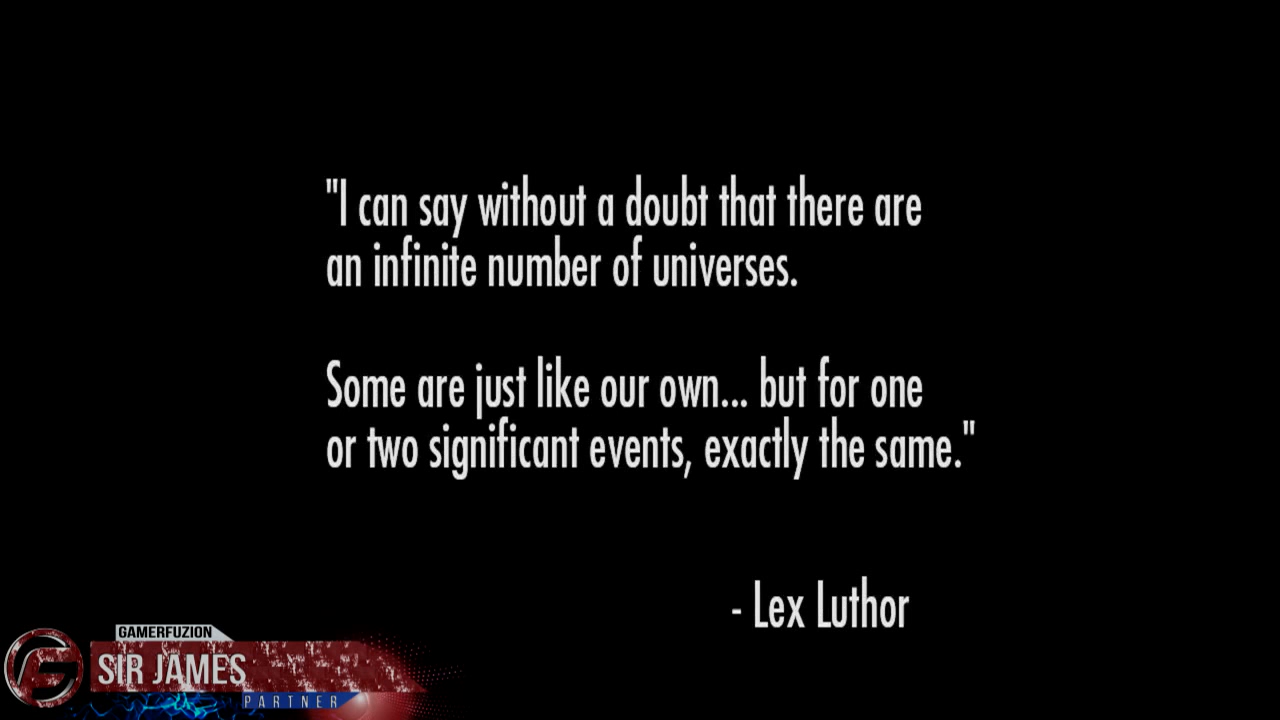 "I can say without a doubt that there are
an infinite number of universes.
Some are just like our own... but for one
or two significant events, exactly the same."
- Lex Luthor
GAMERFUZION
SIR JAMES
PARTNER